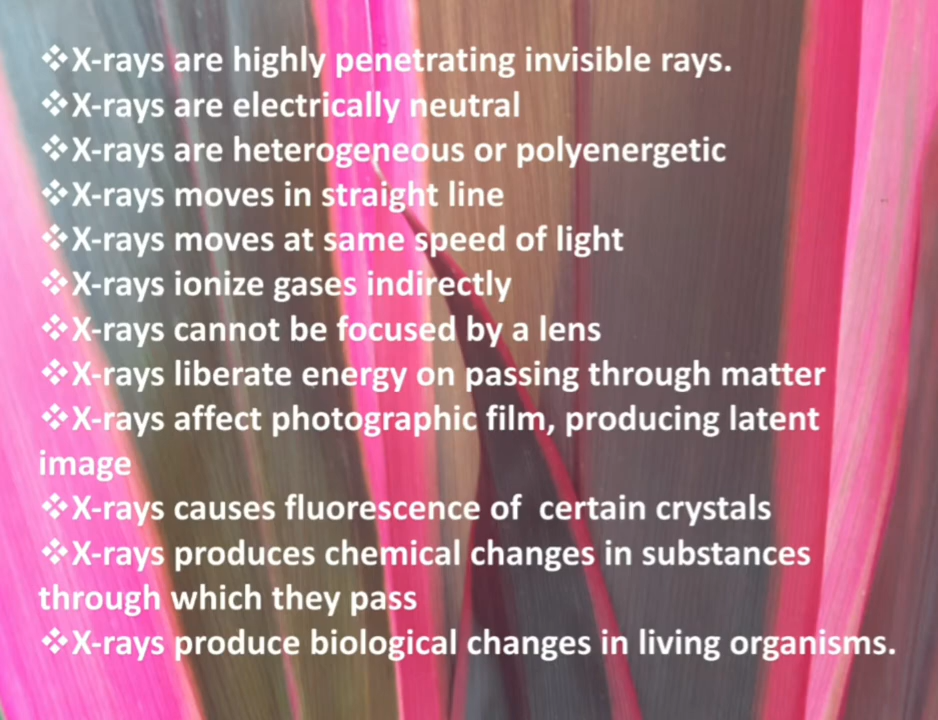 ❖X-rays are highly penetrating invisible rays.
❖X-rays are electrically neutral
❖X-rays are heterogeneous or polyenergetic
❖X-rays moves in straight line
❖X-rays moves at same speed of light
❖X-rays ionize gases indirectly
❖X-rays cannot be focused by a lens
❖X-rays liberate energy on passing through matter
❖X-rays affect photographic film, producing latent
image
❖X-rays causes fluorescence of  certain crystals
❖X-rays produces chemical changes in substances
through which they pass
❖X-rays produce biological changes in living organisms.